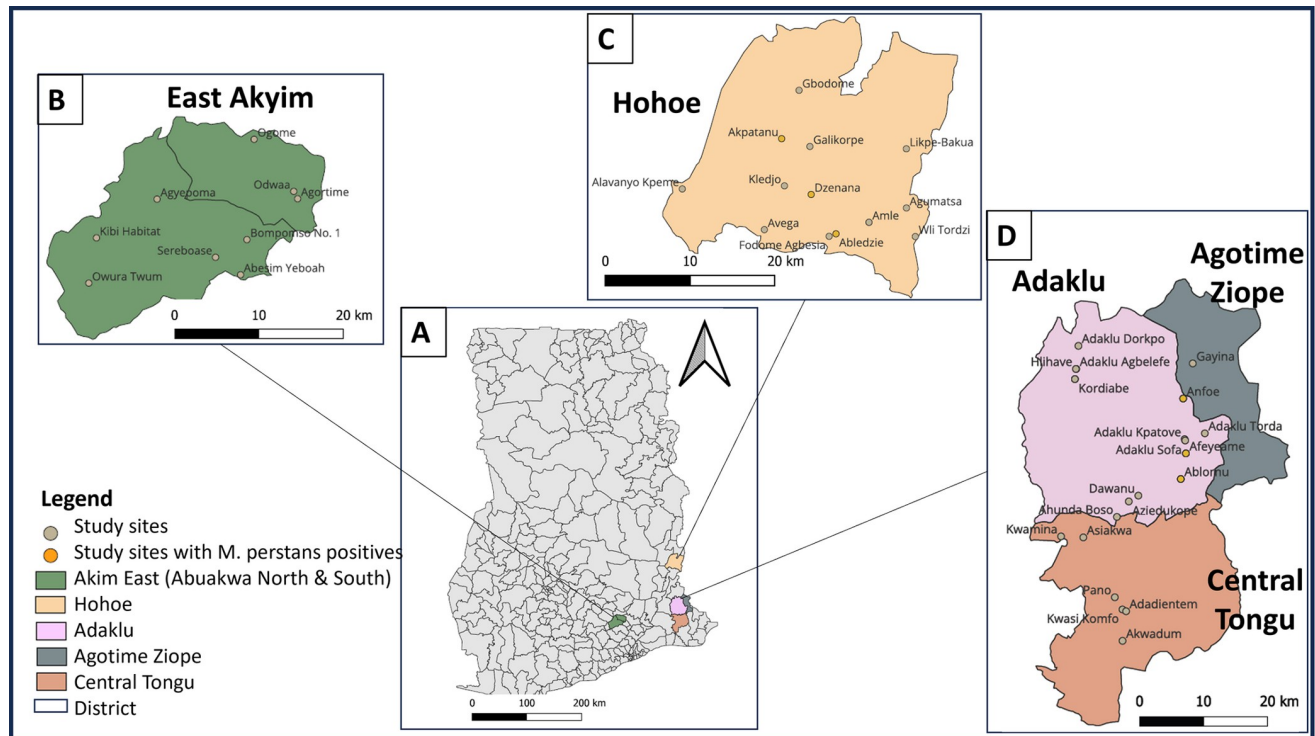 B
East Akyim
Ogome
Agyepoma
Odwaa
Agortime
Kibi Habitat
Bompomso No. 1
Sereboase
Abesim Yeboah
Owura Twum
0 10 20 km
C
Hohoe
Gbodome
Akpatanu
Galikorpe
Likpe-Bakua
Alavanyo Kpeme
Kledjo
Dzenana
Agumatsa
Amle
Avega
Wli Tordzi
Fodome Agbesia
Abledzie
0 10 20 km
A
0 100 200 km
D
Adaklu
Agotime
Ziope
Adaklu Dorkpo
Hlihave
Adaklu Agbelefe
Gayina
Kordiabe
Anfoe
Adaklu Kpatove
Adaklu Torda
Adaklu Sofa
Afeyeame
Ablornu
Dawanu
Ahunda Boso
Aziedukope
Kwamina
Asiakwa
Central
Tongu
Pano
Adadientem
Kwasi Komfo
Akwadum
0 10 20 km
Legend
Study sites
Study sites with M. perstans positives
Akim East (Abuakwa North & South)
Hohoe
Adaklu
Agotime Ziope
Central Tongu
District